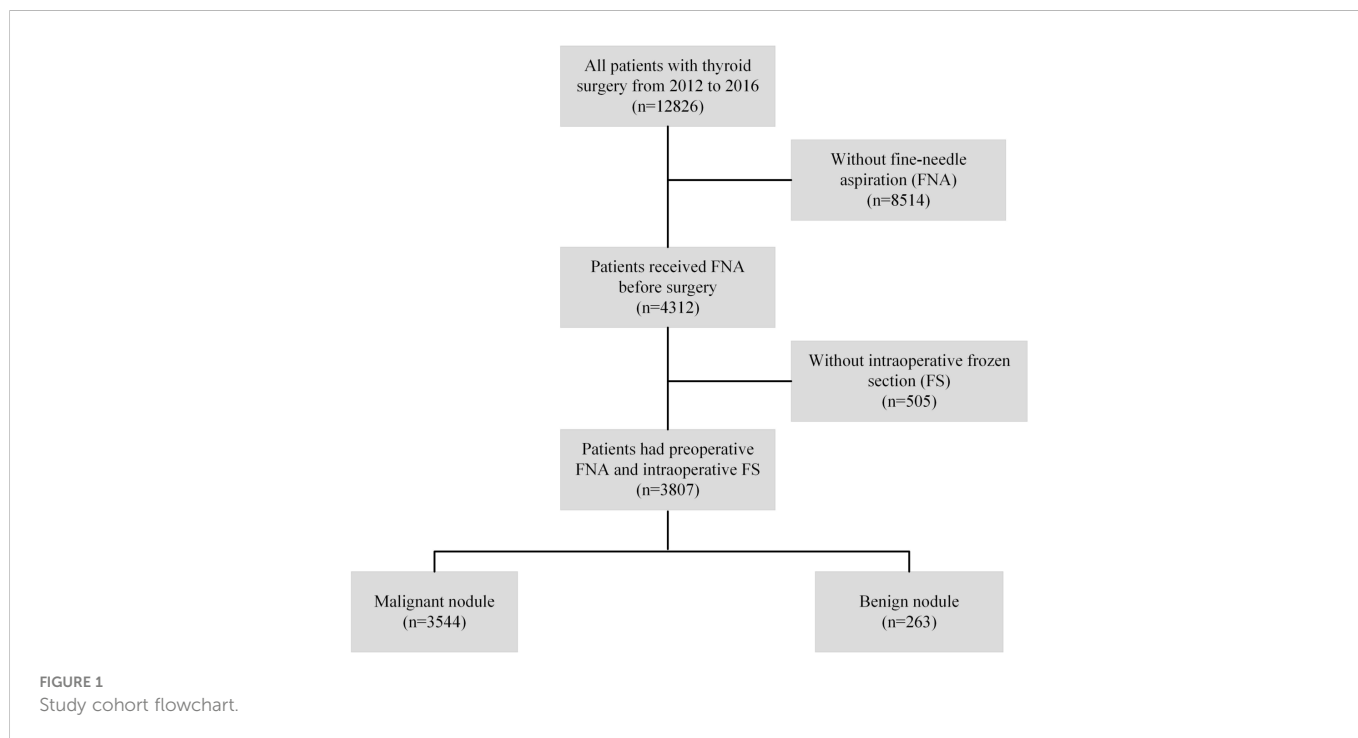 All patients with thyroid
surgery from 2012 to 2016
(n=12826)
Without fine-needle
aspiration (FNA)
(n=8514)
Patients received FNA
before surgery
(n=4312)
Without intraoperative frozen
section (FS)
(n=505)
Patients had preoperative
FNA and intraoperative FS
(n=3807)
Malignant nodule
(n=3544)
Benign nodule
(n=263)
FIGURE 1
Study cohort flowchart.